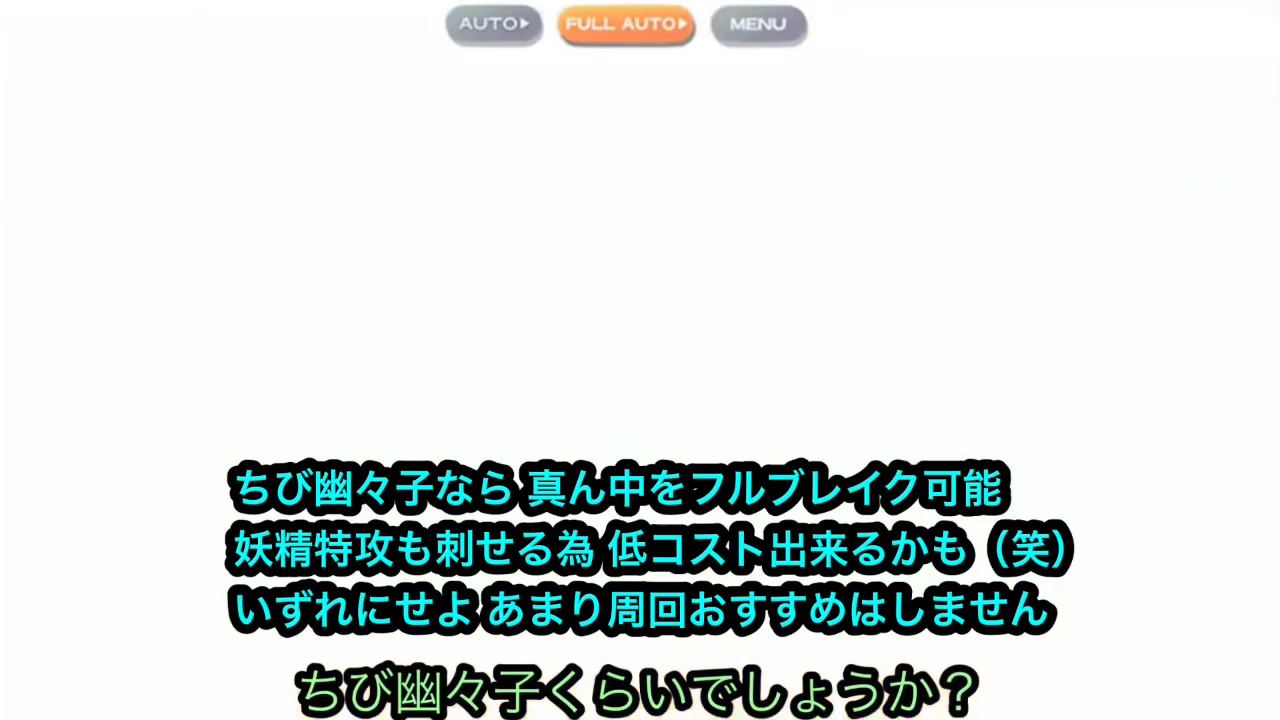 AUTO▶ FULL AUTO▶ MENU
ちび幽々子なら 真ん中をフルブレイク可能
妖精特攻も刺せる為 低コスト出来るかも（笑）
いずれにせよ あまり周回おすすめはしません
ちび幽々子くらいでしょうか？